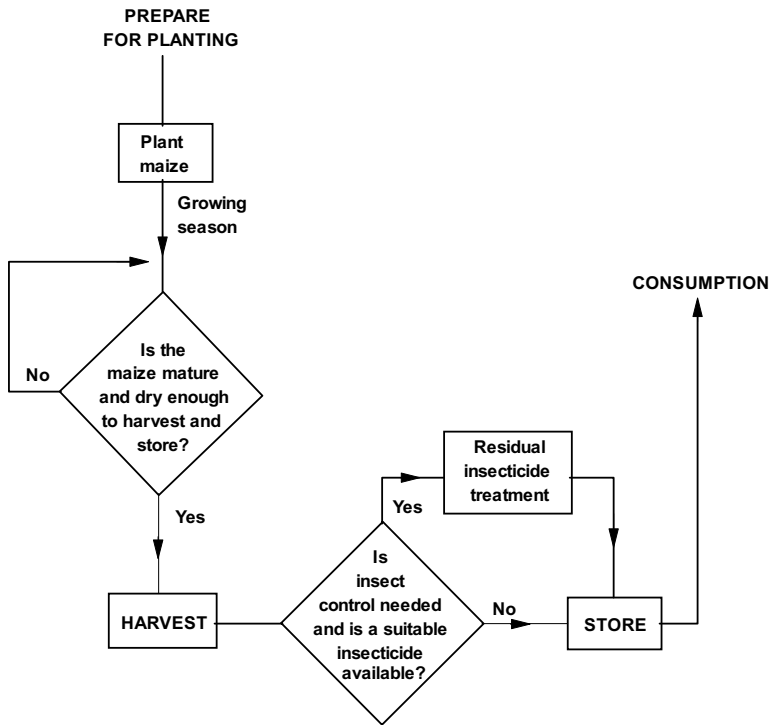 PREPARE
FOR PLANTING
Plant
maize
Growing
season
Is the
maize mature
and dry enough
to harvest and
store?
No
Yes
HARVEST
Is
insect
control needed
and is a suitable
insecticide
available?
Yes
Residual
insecticide
treatment
No
STORE
CONSUMPTION